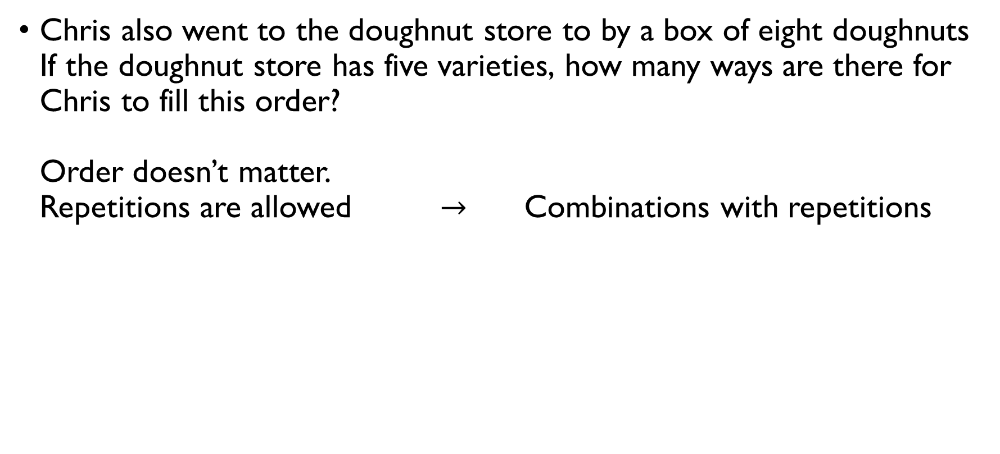 • Chris also went to the doughnut store to by a box of eight doughnuts
If the doughnut store has five varieties, how many ways are there for
Chris to fill this order?
Order doesn’t matter.
Repetitions are allowed → Combinations with repetitions